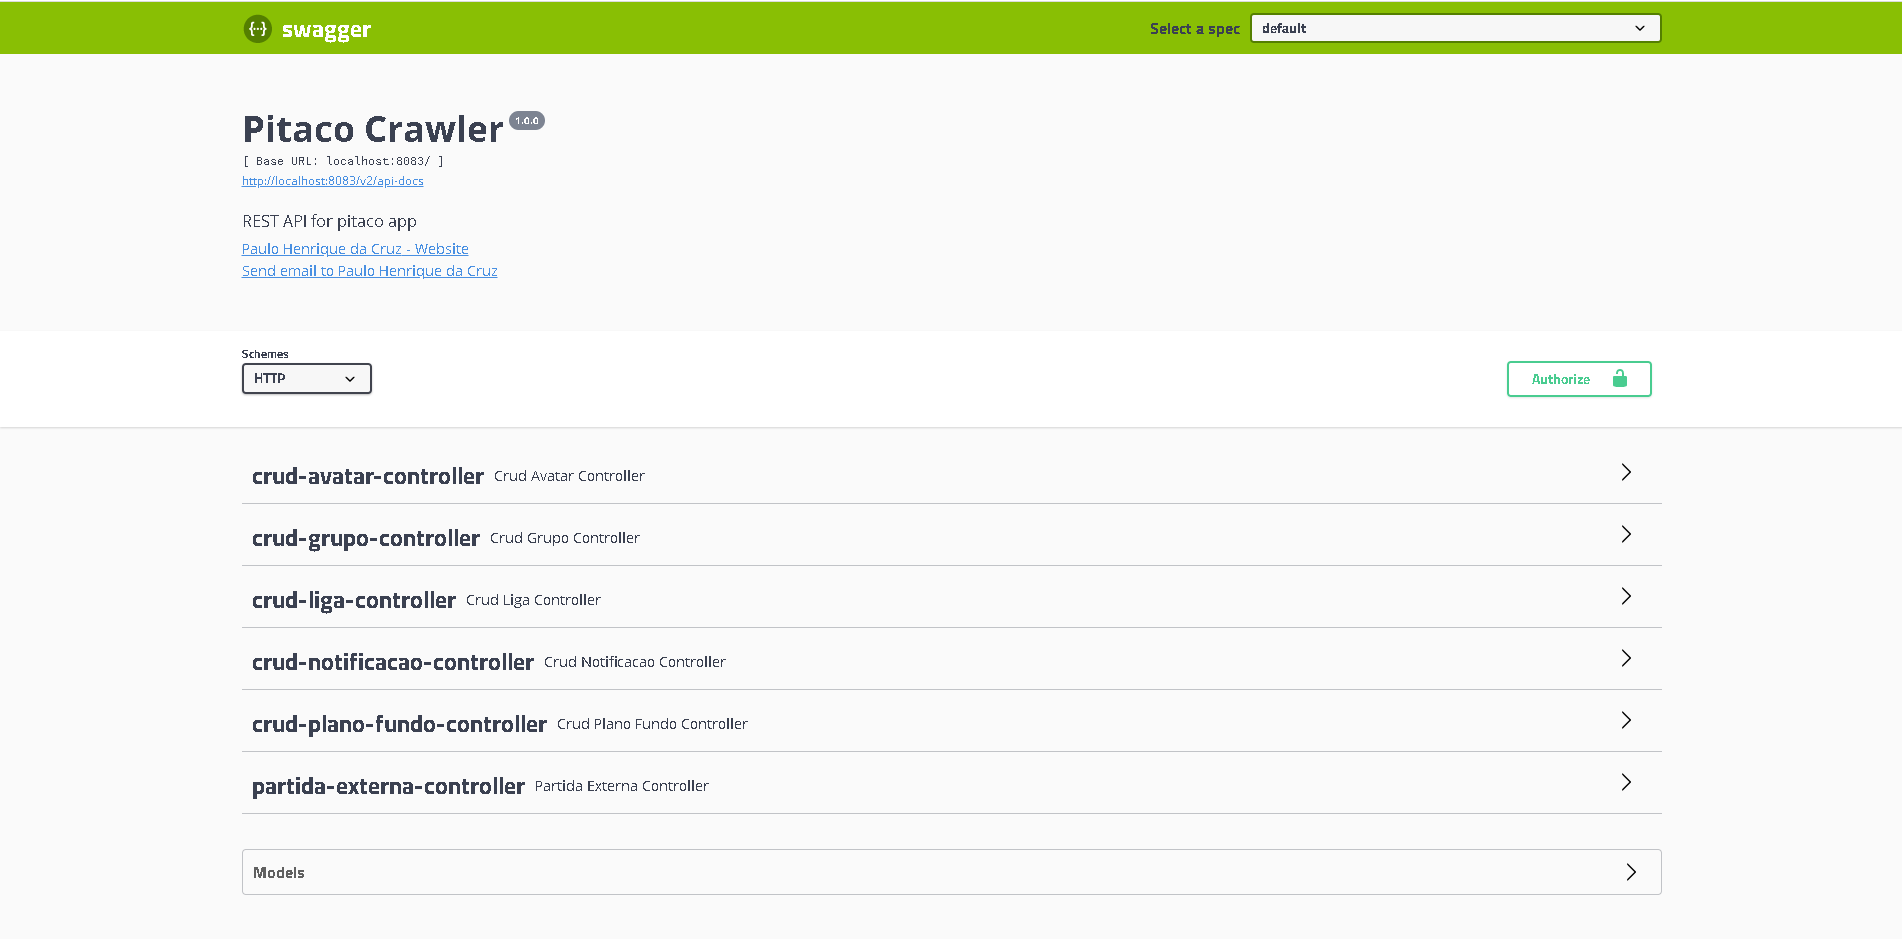 {··} swagger
Select a spec default
Pitaco Crawler 1.0.0
[ Base URL: localhost:8083/ ]
http://localhost:8083/v2/api-docs
REST API for pitaco app
Paulo Henrique da Cruz - Website
Send email to Paulo Henrique da Cruz
Schemes
HTTP
Authorize
crud-avatar-controller Crud Avatar Controller
crud-grupo-controller Crud Grupo Controller
crud-liga-controller Crud Liga Controller
crud-notificacao-controller Crud Notificacao Controller
crud-plano-fundo-controller Crud Plano Fundo Controller
partida-externa-controller Partida Externa Controller
Models